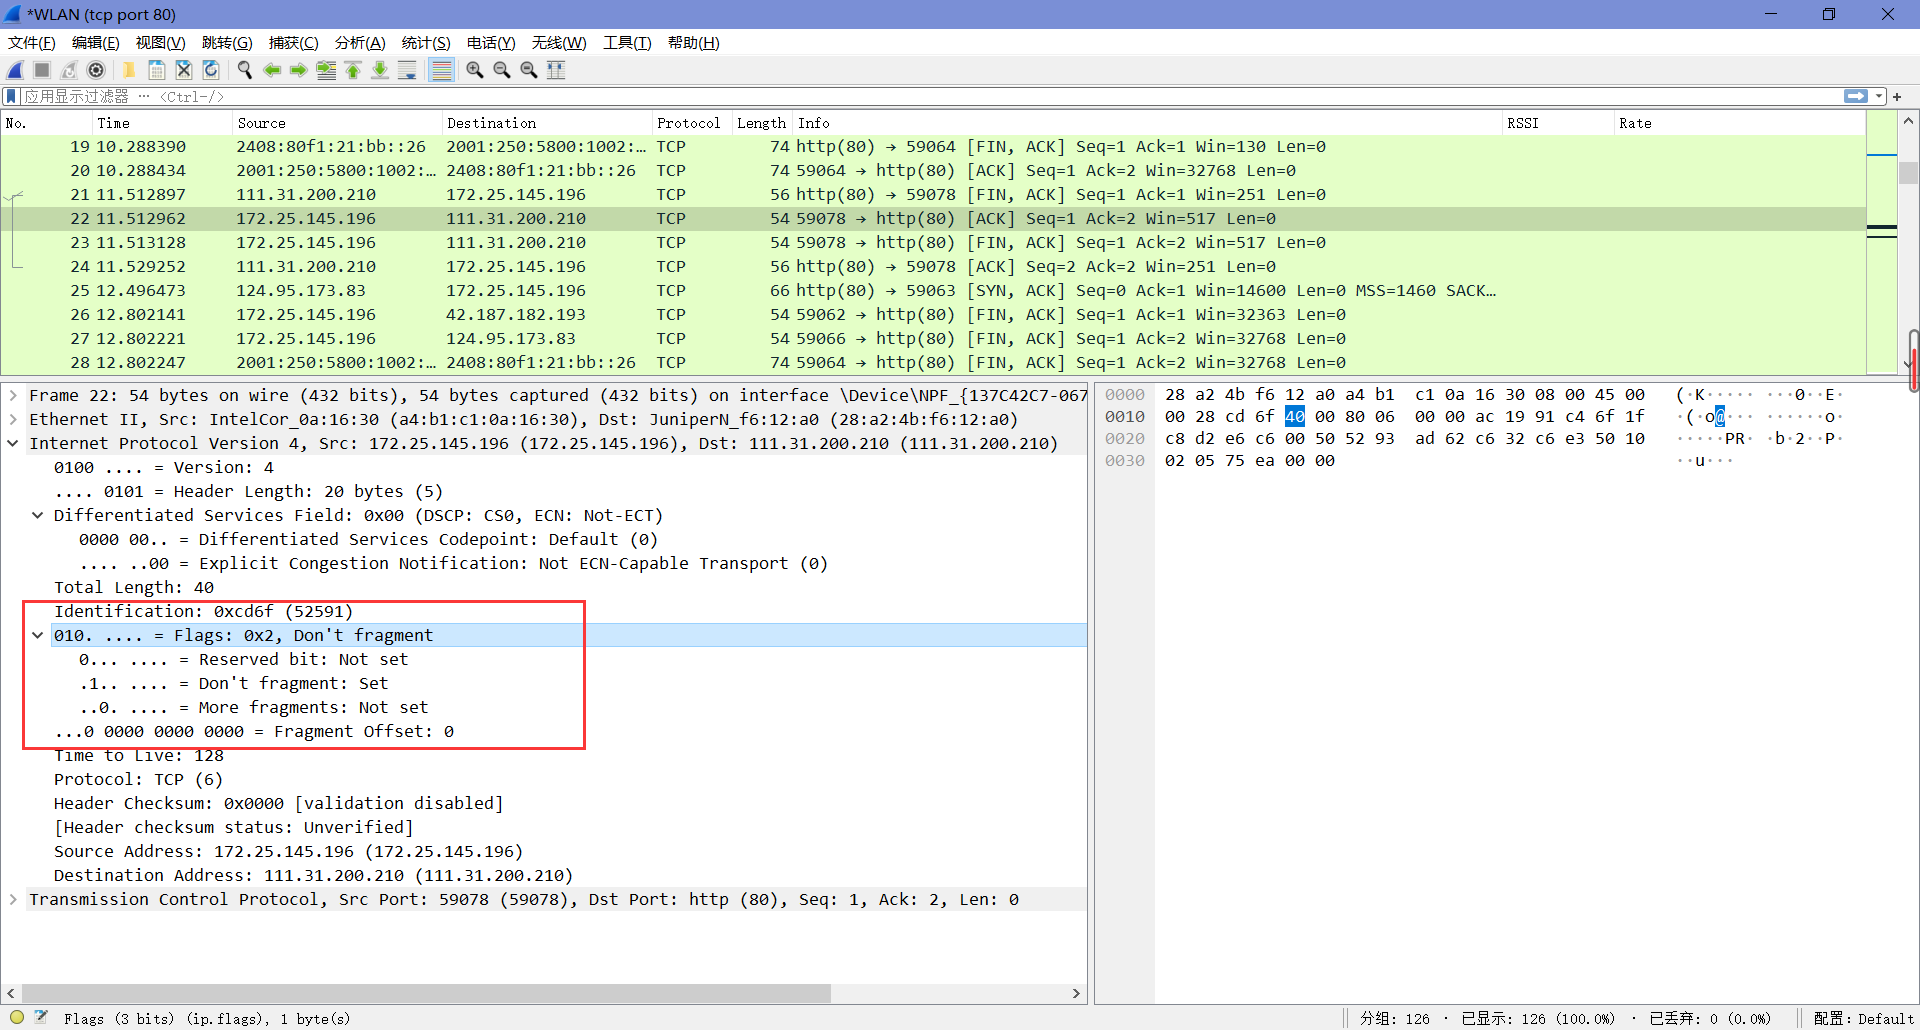 *WLAN (tcp port 80)
文件(F) 编辑(E) 视图(V) 跳转(G) 捕获(C) 分析(A) 统计(S) 电话(Y) 无线(W) 工具(T) 帮助(H)
应用显示过滤器 … <Ctrl-/>
No. Time Source Destination Protocol Length Info RSSI Rate
19 10.288390 2408:80f1:21:bb::26 2001:250:5800:1002:… TCP 74 http(80) → 59064 [FIN, ACK] Seq=1 Ack=1 Win=130 Len=0
20 10.288434 2001:250:5800:1002:… 2408:80f1:21:bb::26 TCP 74 59064 → http(80) [ACK] Seq=1 Ack=2 Win=32768 Len=0
21 11.512897 111.31.200.210 172.25.145.196 TCP 56 http(80) → 59078 [FIN, ACK] Seq=1 Ack=1 Win=251 Len=0
22 11.512962 172.25.145.196 111.31.200.210 TCP 54 59078 → http(80) [ACK] Seq=1 Ack=2 Win=517 Len=0
23 11.513128 172.25.145.196 111.31.200.210 TCP 54 59078 → http(80) [FIN, ACK] Seq=1 Ack=2 Win=517 Len=0
24 11.529252 111.31.200.210 172.25.145.196 TCP 56 http(80) → 59078 [ACK] Seq=2 Ack=2 Win=251 Len=0
25 12.496473 124.95.173.83 172.25.145.196 TCP 66 http(80) → 59063 [SYN, ACK] Seq=0 Ack=1 Win=14600 Len=0 MSS=1460 SACK…
26 12.802141 172.25.145.196 42.187.182.193 TCP 54 59062 → http(80) [FIN, ACK] Seq=1 Ack=1 Win=32363 Len=0
27 12.802221 172.25.145.196 124.95.173.83 TCP 54 59066 → http(80) [FIN, ACK] Seq=1 Ack=2 Win=32768 Len=0
28 12.802247 2001:250:5800:1002:… 2408:80f1:21:bb::26 TCP 74 59064 → http(80) [FIN, ACK] Seq=1 Ack=2 Win=32768 Len=0
Frame 22: 54 bytes on wire (432 bits), 54 bytes captured (432 bits) on interface \Device\NPF_{137C42C7-067
Ethernet II, Src: IntelCor_0a:16:30 (a4:b1:c1:0a:16:30), Dst: JuniperN_f6:12:a0 (28:a2:4b:f6:12:a0)
Internet Protocol Version 4, Src: 172.25.145.196 (172.25.145.196), Dst: 111.31.200.210 (111.31.200.210)
0100 .... = Version: 4
.... 0101 = Header Length: 20 bytes (5)
Differentiated Services Field: 0x00 (DSCP: CS0, ECN: Not-ECT)
0000 00.. = Differentiated Services Codepoint: Default (0)
.... ..00 = Explicit Congestion Notification: Not ECN-Capable Transport (0)
Total Length: 40
Identification: 0xcd6f (52591)
010. .... = Flags: 0x2, Don't fragment
0... .... = Reserved bit: Not set
.1.. .... = Don't fragment: Set
..0. .... = More fragments: Not set
...0 0000 0000 0000 = Fragment Offset: 0
Time to Live: 128
Protocol: TCP (6)
Header Checksum: 0x0000 [validation disabled]
[Header checksum status: Unverified]
Source Address: 172.25.145.196 (172.25.145.196)
Destination Address: 111.31.200.210 (111.31.200.210)
Transmission Control Protocol, Src Port: 59078 (59078), Dst Port: http (80), Seq: 1, Ack: 2, Len: 0
0000 28 a2 4b f6 12 a0 a4 b1 c1 0a 16 30 08 00 45 00 (·K····· ···0··E·
0010 00 28 cd 6f 40 00 80 06 00 00 ac 19 91 c4 6f 1f ·(·o@··· ······o·
0020 c8 d2 e6 c6 00 50 52 93 ad 62 c6 32 c6 e3 50 10 ·····PR· ·b·2··P·
0030 02 05 75 ea 00 00 ··u···
Flags (3 bits) (ip.flags), 1 byte(s) 分组: 126 · 已显示: 126 (100.0%) · 已丢弃: 0 (0.0%) 配置: Default